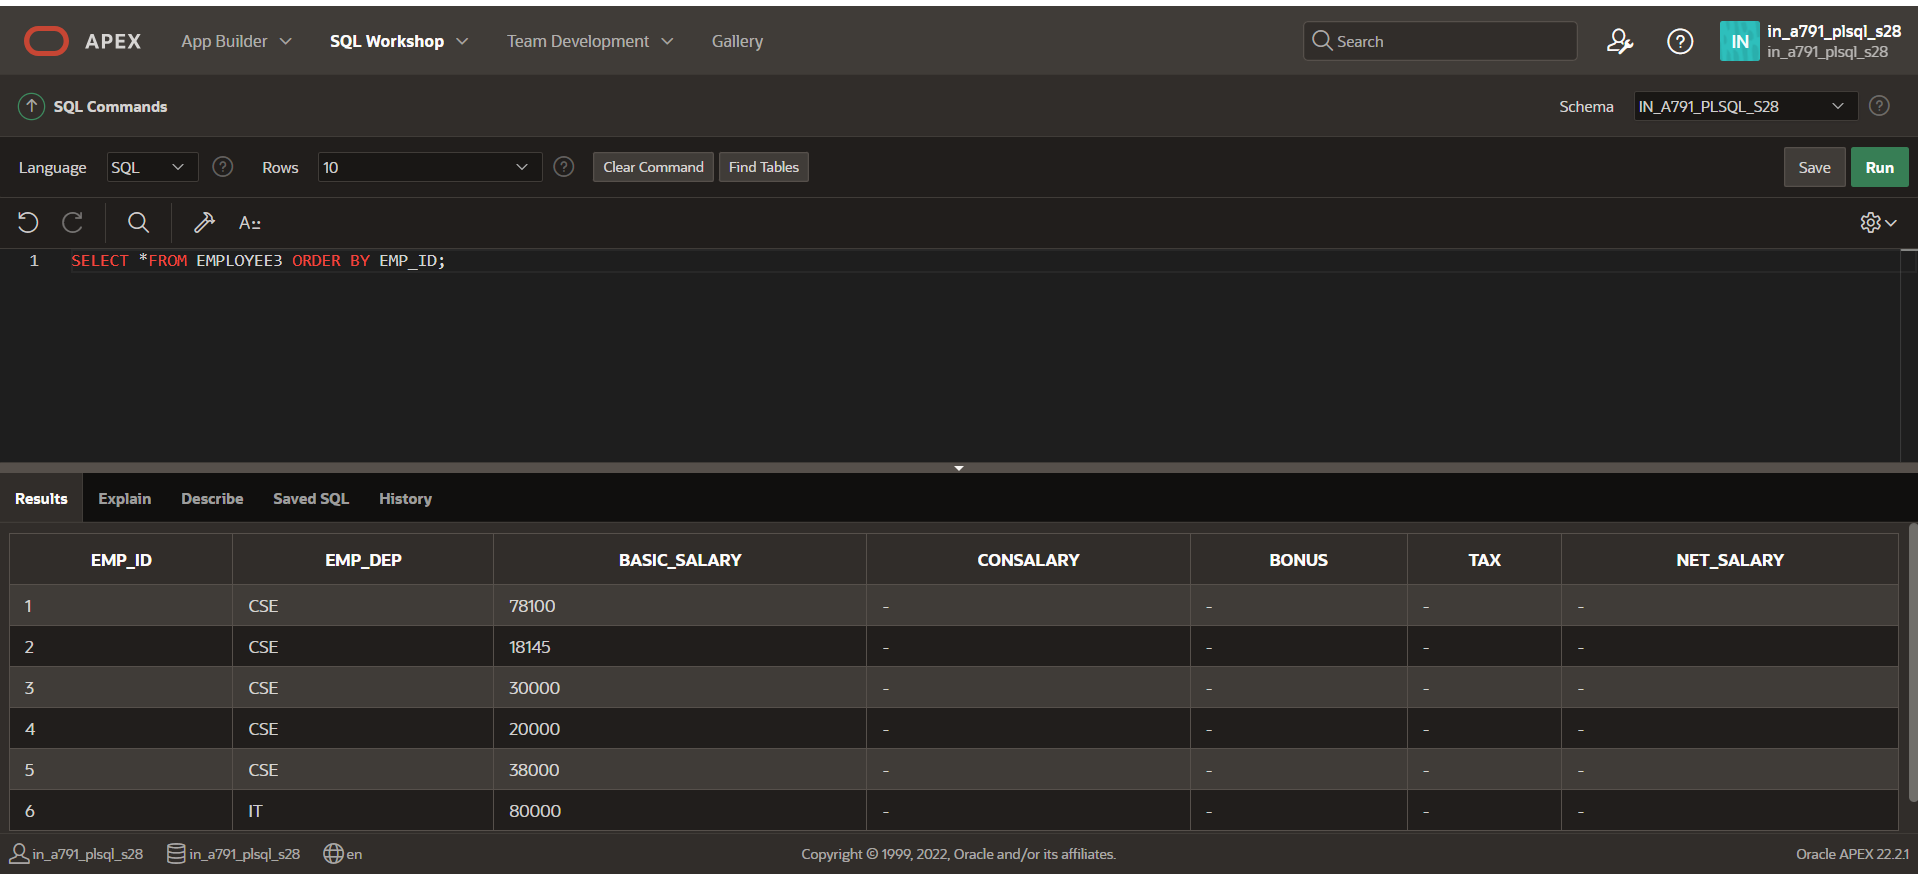 APEX App Builder SQL Workshop Team Development Gallery Search IN in_a791_plsql_s28
in_a791_plsql_s28
SQL Commands Schema IN_A791_PLSQL_S28
Language SQL Rows 10 Clear Command Find Tables Save Run
A
1 SELECT *FROM EMPLOYEE3 ORDER BY EMP_ID;
Results Explain Describe Saved SQL History
EMP_ID EMP_DEP BASIC_SALARY CONSALARY BONUS TAX NET_SALARY
1 CSE 78100 - - - -
2 CSE 18145 - - - -
3 CSE 30000 - - - -
4 CSE 20000 - - - -
5 CSE 38000 - - - -
6 IT 80000 - - - -
in_a791_plsql_s28 in_a791_plsql_s28 en Copyright © 1999, 2022, Oracle and/or its affiliates. Oracle APEX 22.2.1